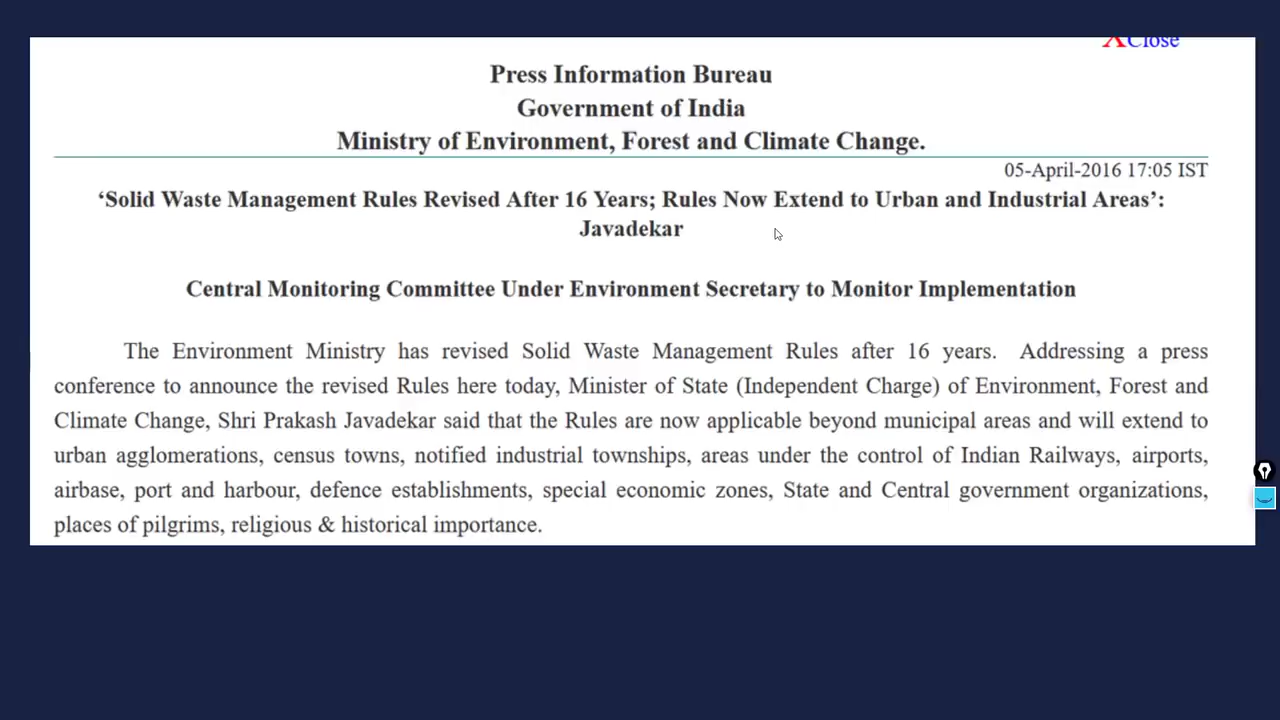 XClose
Press Information Bureau
Government of India
Ministry of Environment, Forest and Climate Change.
05-April-2016 17:05 IST
‘Solid Waste Management Rules Revised After 16 Years; Rules Now Extend to Urban and Industrial Areas’:
Javadekar
Central Monitoring Committee Under Environment Secretary to Monitor Implementation
The Environment Ministry has revised Solid Waste Management Rules after 16 years. Addressing a press
conference to announce the revised Rules here today, Minister of State (Independent Charge) of Environment, Forest and
Climate Change, Shri Prakash Javadekar said that the Rules are now applicable beyond municipal areas and will extend to
urban agglomerations, census towns, notified industrial townships, areas under the control of Indian Railways, airports,
airbase, port and harbour, defence establishments, special economic zones, State and Central government organizations,
places of pilgrims, religious & historical importance.